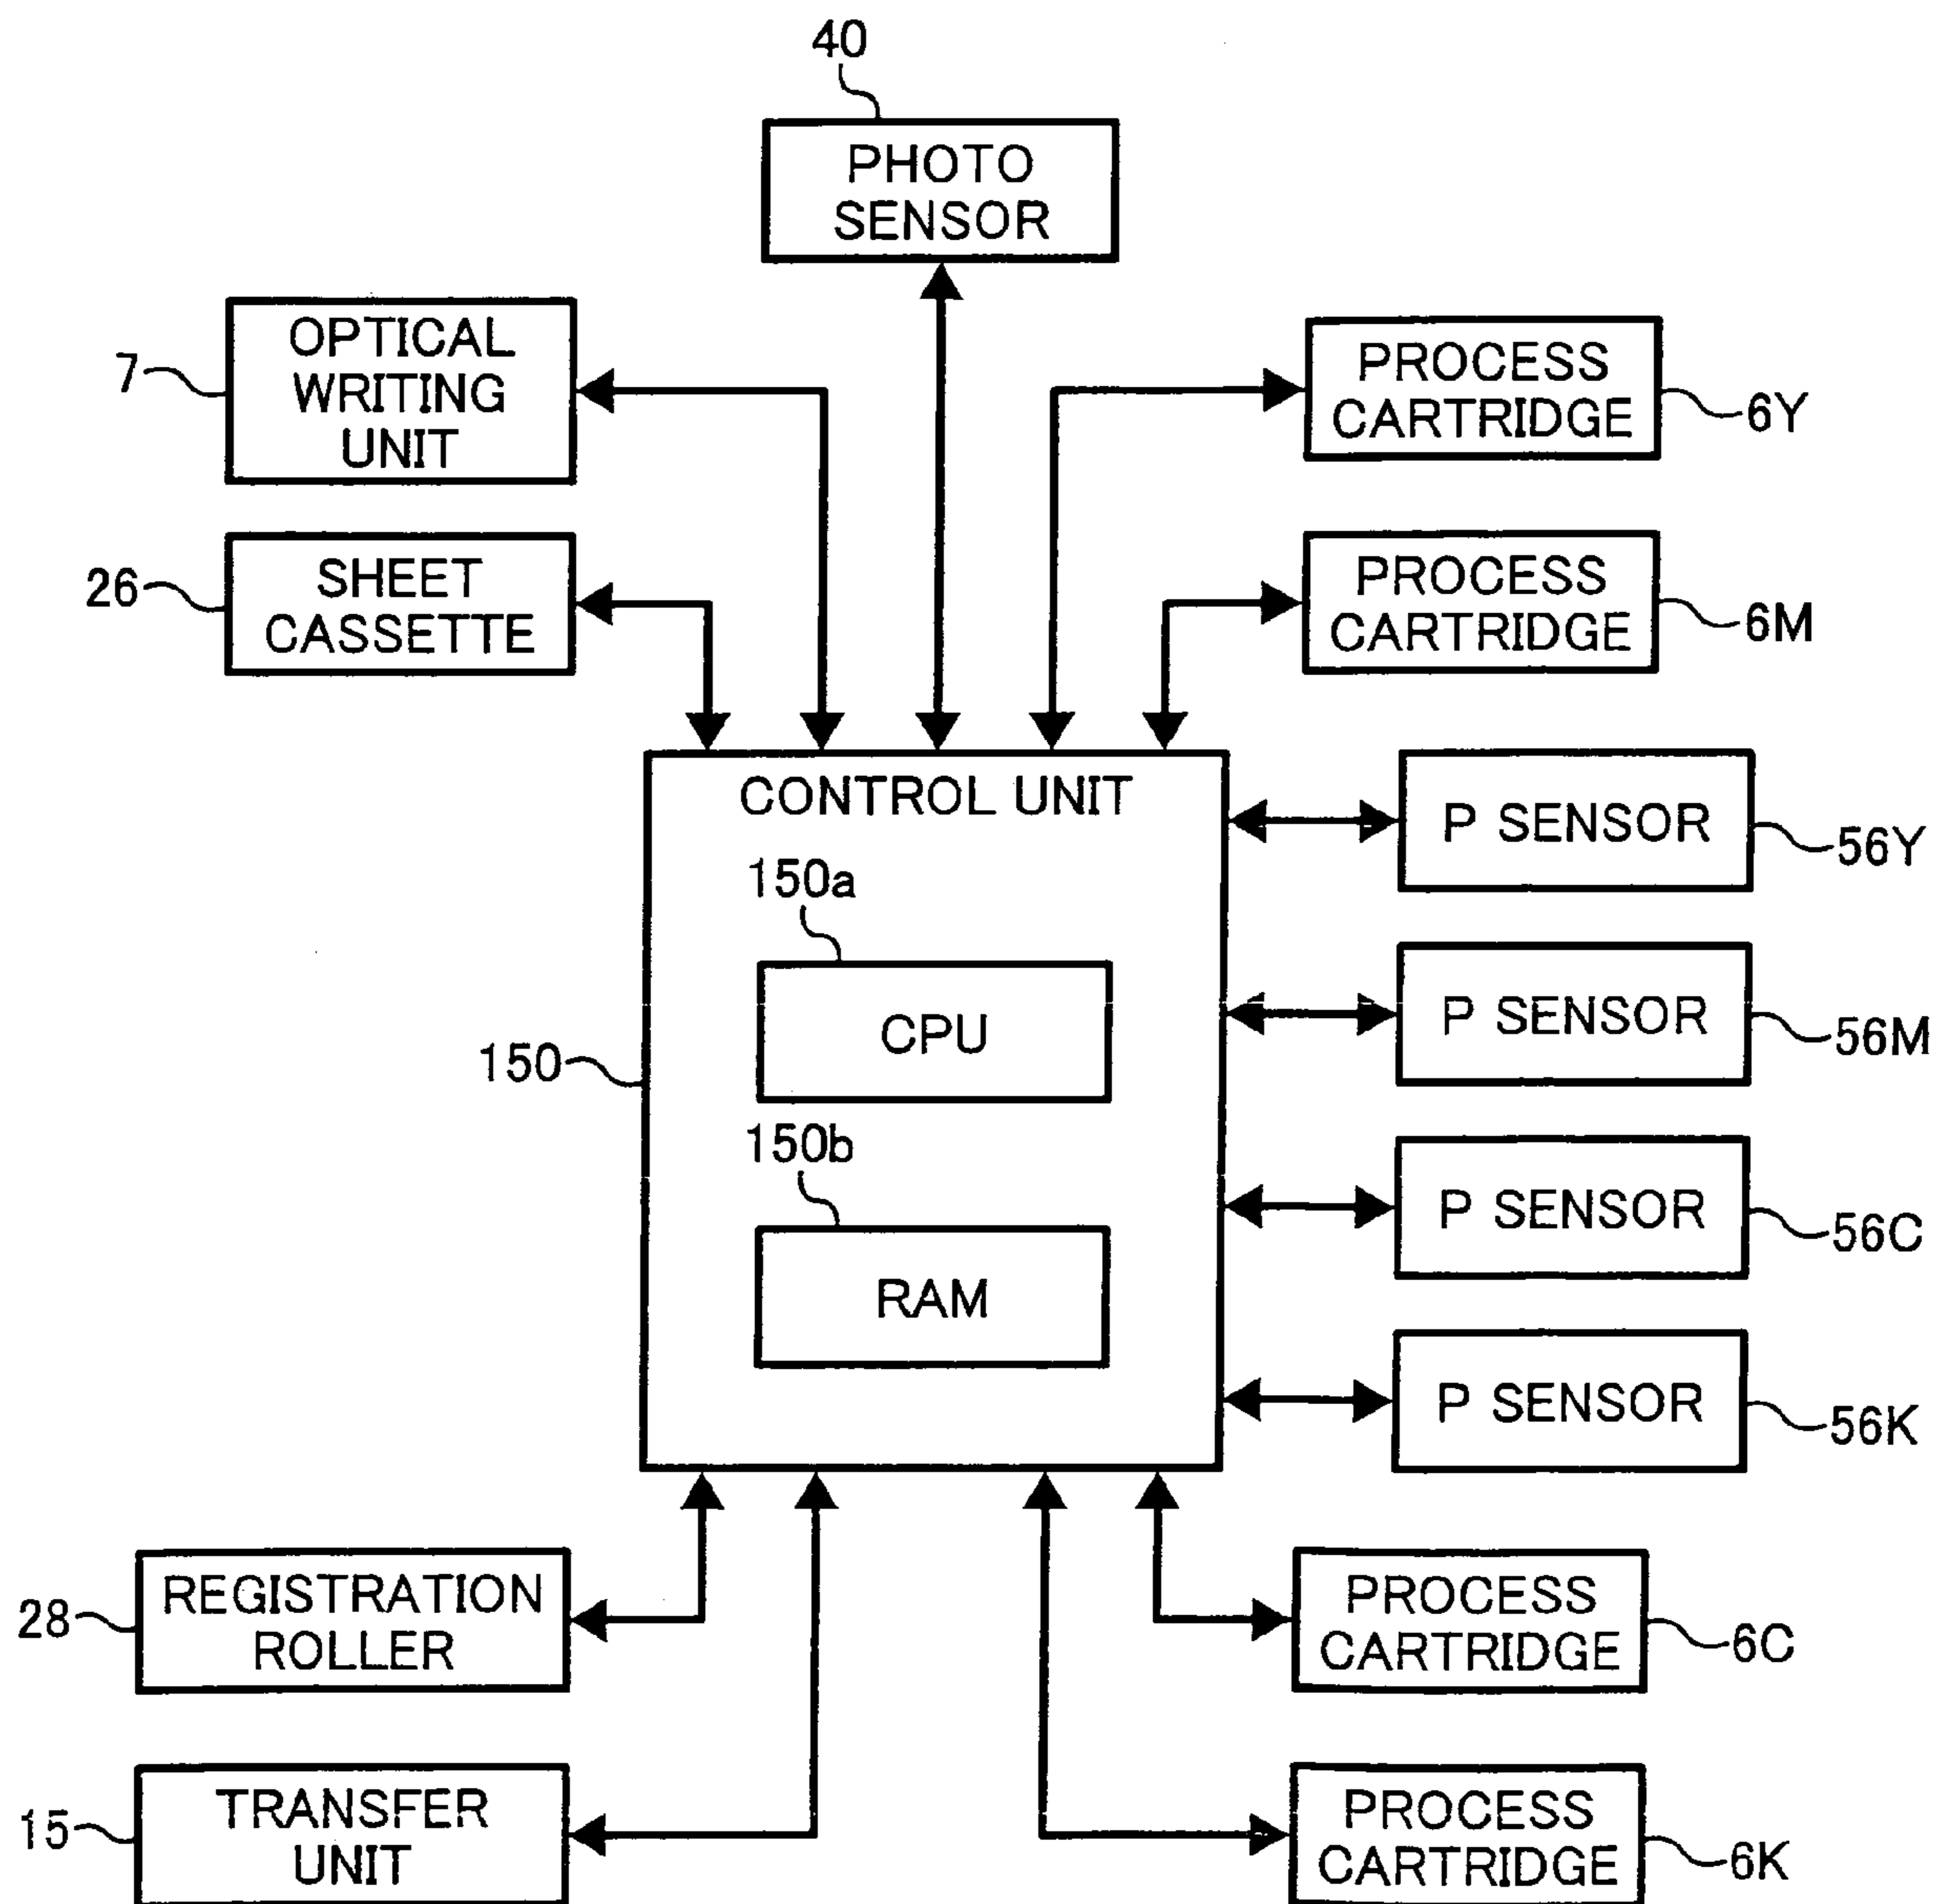 40
PHOTO
SENSOR
7
OPTICAL
WRITING
UNIT
PROCESS
CARTRIDGE
6Y
26
SHEET
CASSETTE
PROCESS
CARTRIDGE
6M
CONTROL UNIT
P SENSOR
56Y
150a
CPU
P SENSOR
56M
150
150b
RAM
P SENSOR
56C
P SENSOR
56K
28
REGISTRATION
ROLLER
PROCESS
CARTRIDGE
6C
15
TRANSFER
UNIT
PROCESS
CARTRIDGE
6K